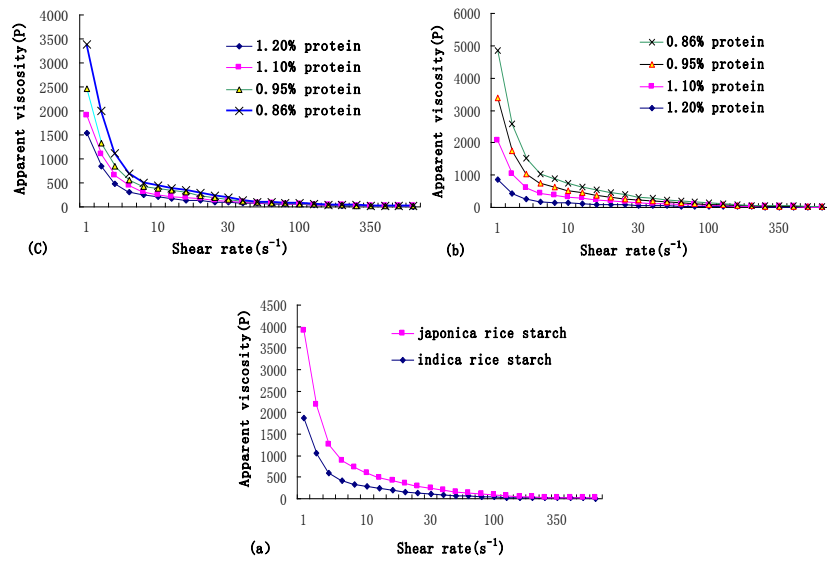 4000
3500
3000
2500
2000
1500
1000
500
0
Apparent viscosity(P)
1.20% protein
1.10% protein
0.95% protein
0.86% protein
1 10 30 100 350
Shear rate(s⁻¹)
(C)
6000
5000
4000
3000
2000
1000
0
Apparent viscosity(P)
0.86% protein
0.95% protein
1.10% protein
1.20% protein
1 10 30 100 350
Shear rate(s⁻¹)
(b)
4500
4000
3500
3000
2500
2000
1500
1000
500
0
Apparent viscosity(P)
japonica rice starch
indica rice starch
1 10 30 100 350
Shear rate(s⁻¹)
(a)